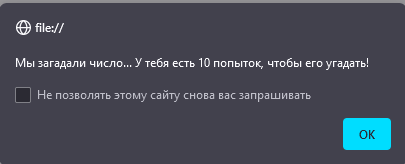 file://
Мы загадали число... У тебя есть 10 попыток, чтобы его угадать!
Не позволять этому сайту снова вас запрашивать
OK